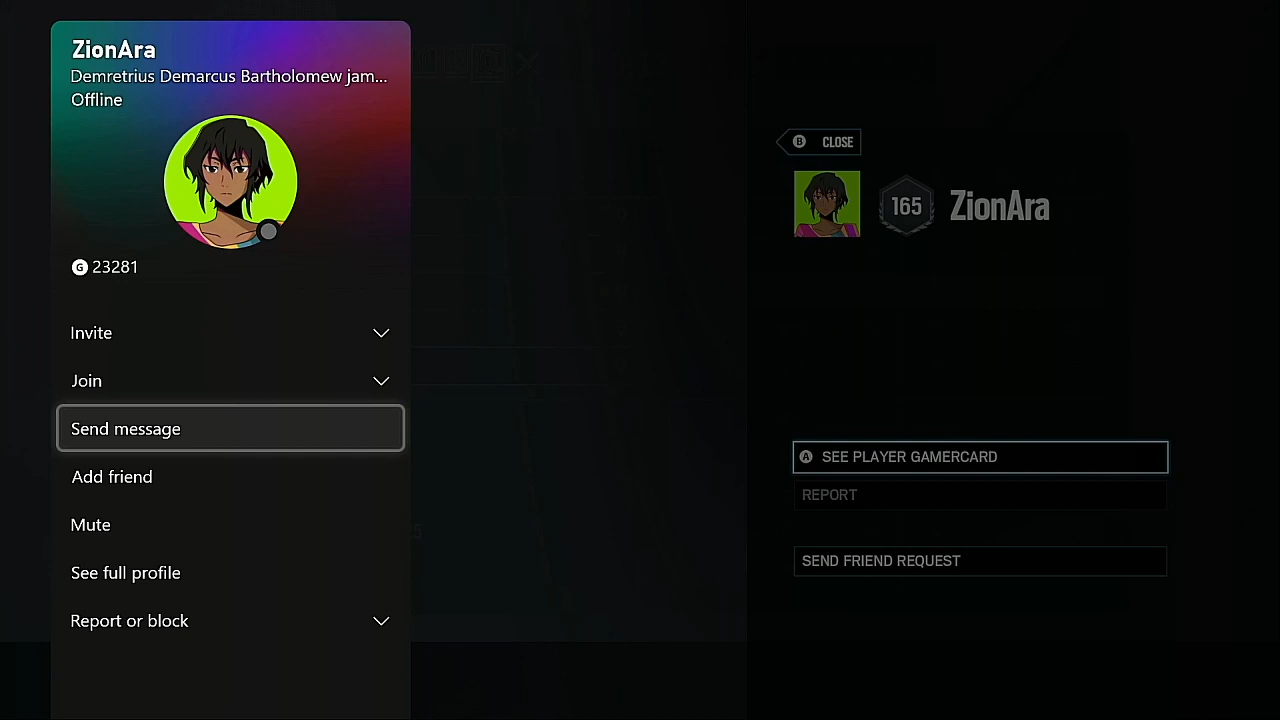 ZionAra
Demretrius Demarcus Bartholomew jam...
Offline
G 23281
Invite
Join
Send message
Add friend
Mute
See full profile
Report or block
B CLOSE
165 ZionAra
A SEE PLAYER GAMERCARD
REPORT
SEND FRIEND REQUEST